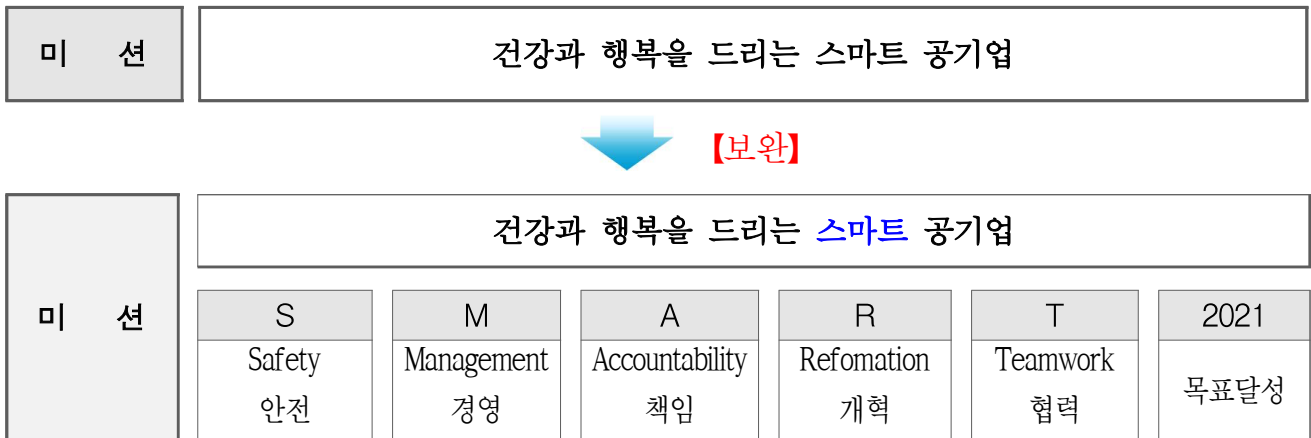 미 션
건강과 행복을 드리는 스마트 공기업
【보완】
미 션
건강과 행복을 드리는 스마트 공기업
S M A R T 2021
Safety Management Accountability Refomation Teamwork
안전 경영 책임 개혁 협력 목표달성